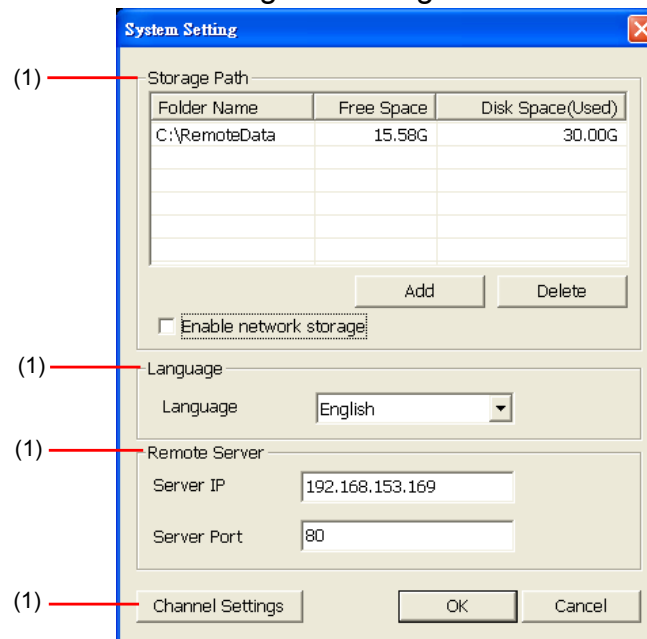 System Setting
(1) Storage Path
Folder Name Free Space Disk Space(Used)
C:\RemoteData 15.58G 30.00G
Add Delete
Enable network storage
(1) Language
Language English
(1) Remote Server
Server IP 192.168.153.169
Server Port 80
(1) Channel Settings OK Cancel